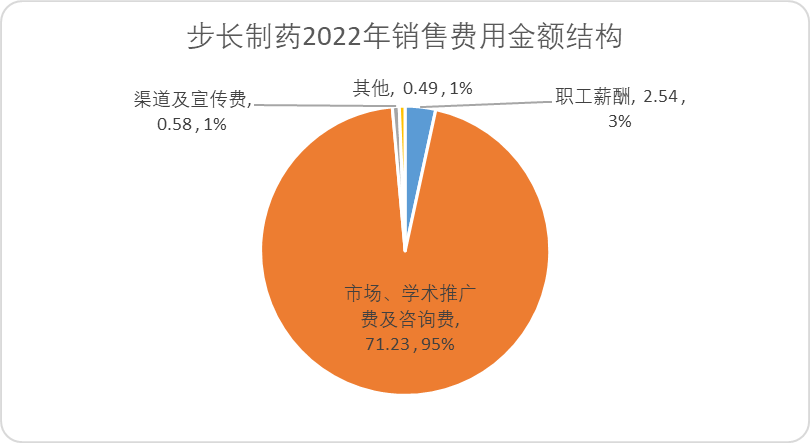 步长制药2022年销售费用金额结构
其他, 0.49, 1%
渠道及宣传费,
0.58, 1%
职工薪酬, 2.54,
3%
市场、学术推广
费及咨询费,
71.23, 95%